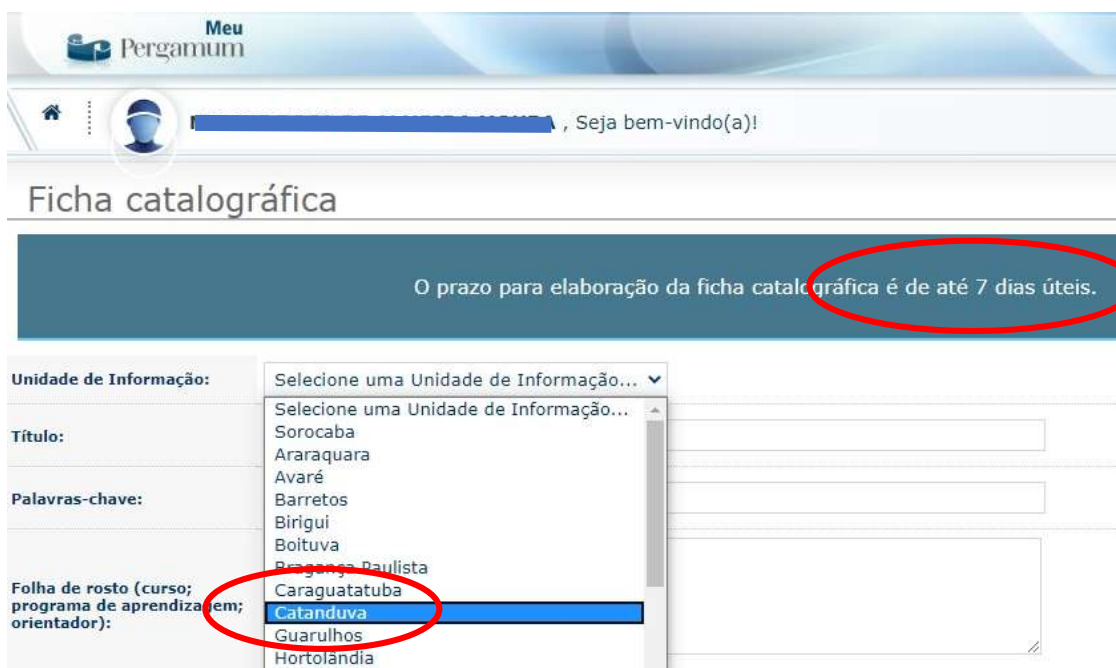 Meu
Pergamum
, Seja bem-vindo(a)!
Ficha catalográfica
O prazo para elaboração da ficha catalográfica é de até 7 dias úteis.
Unidade de Informação:
Selecione uma Unidade de Informação...
Selecione uma Unidade de Informação...
Sorocaba
Título:
Araraquara
Avaré
Palavras-chave:
Barretos
Birigui
Boituva
Bragança Paulista
Folha de rosto (curso;
programa de aprendizagem;
orientador):
Caraguatatuba
Catanduva
Guarulhos
Hortolândia